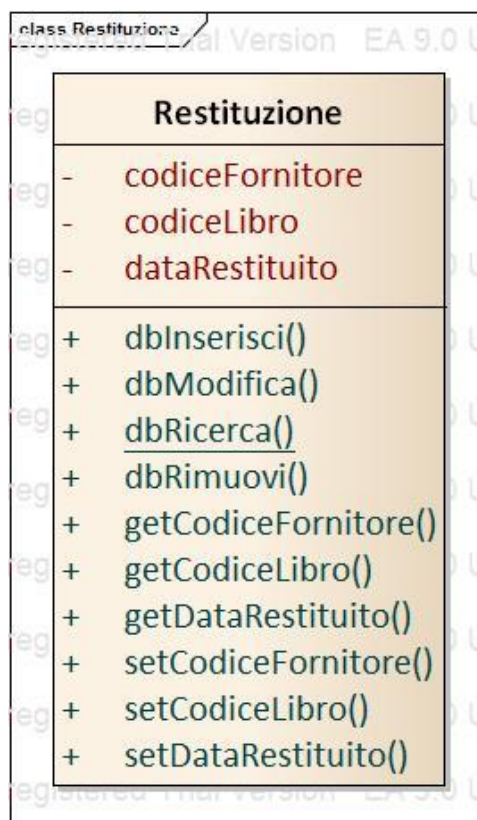 class Restituzione
Restituzione
- codiceFornitore
- codiceLibro
- dataRestituito
+ dbInserisci()
+ dbModifica()
+ dbRicerca()
+ dbRimuovi()
+ getCodiceFornitore()
+ getCodiceLibro()
+ getDataRestituito()
+ setCodiceFornitore()
+ setCodiceLibro()
+ setDataRestituito()